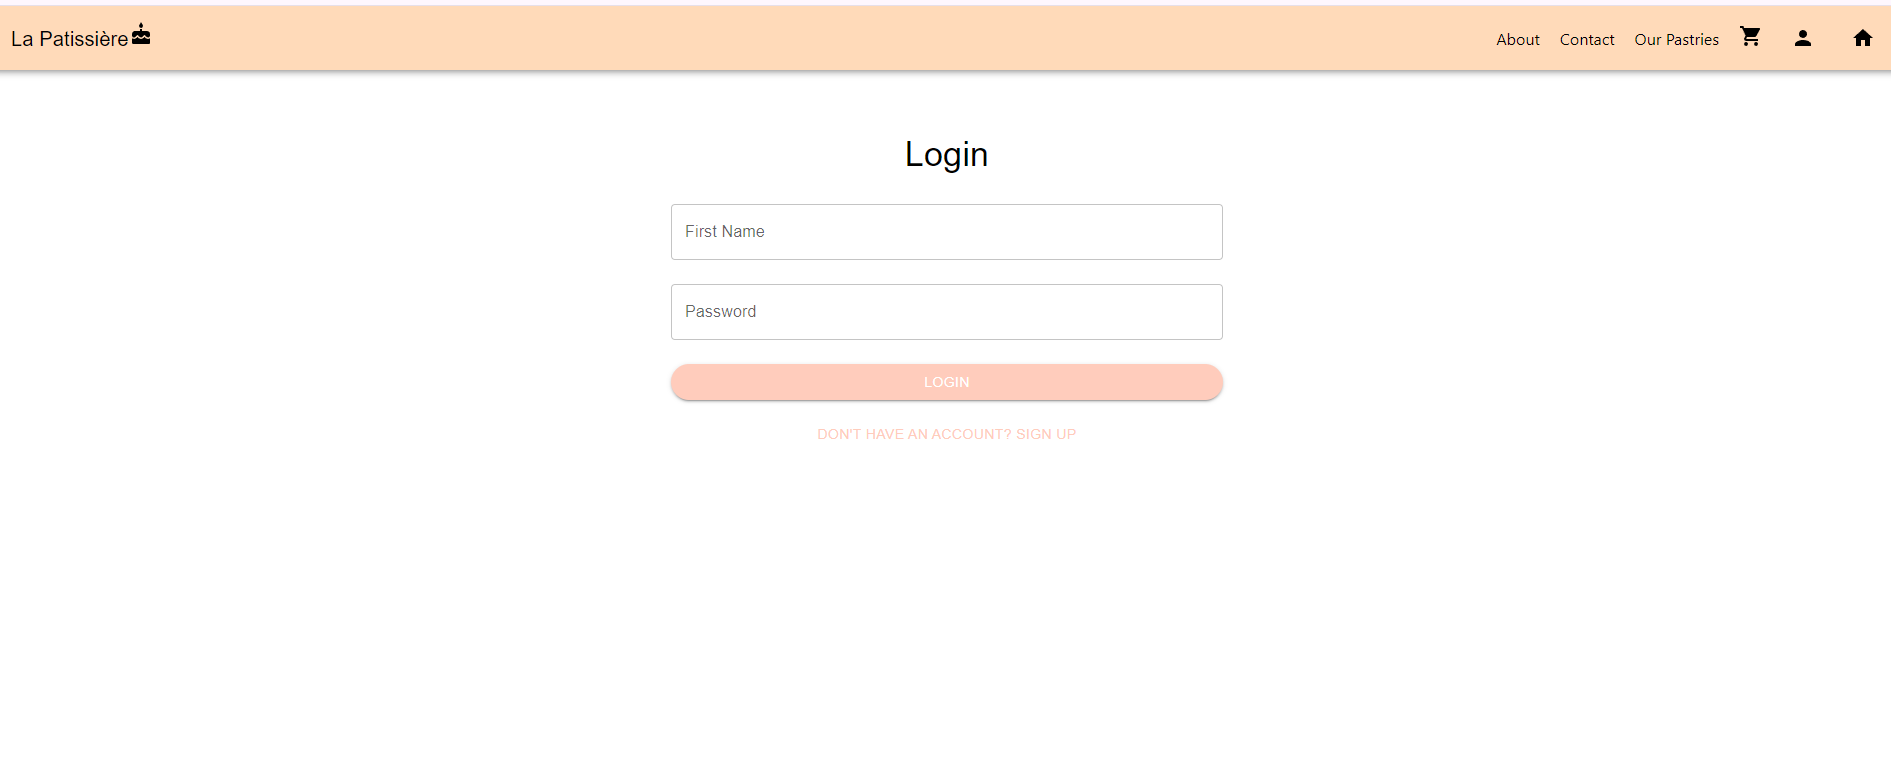 La Patissière
About Contact Our Pastries
Login
First Name
Password
LOGIN
DON'T HAVE AN ACCOUNT? SIGN UP